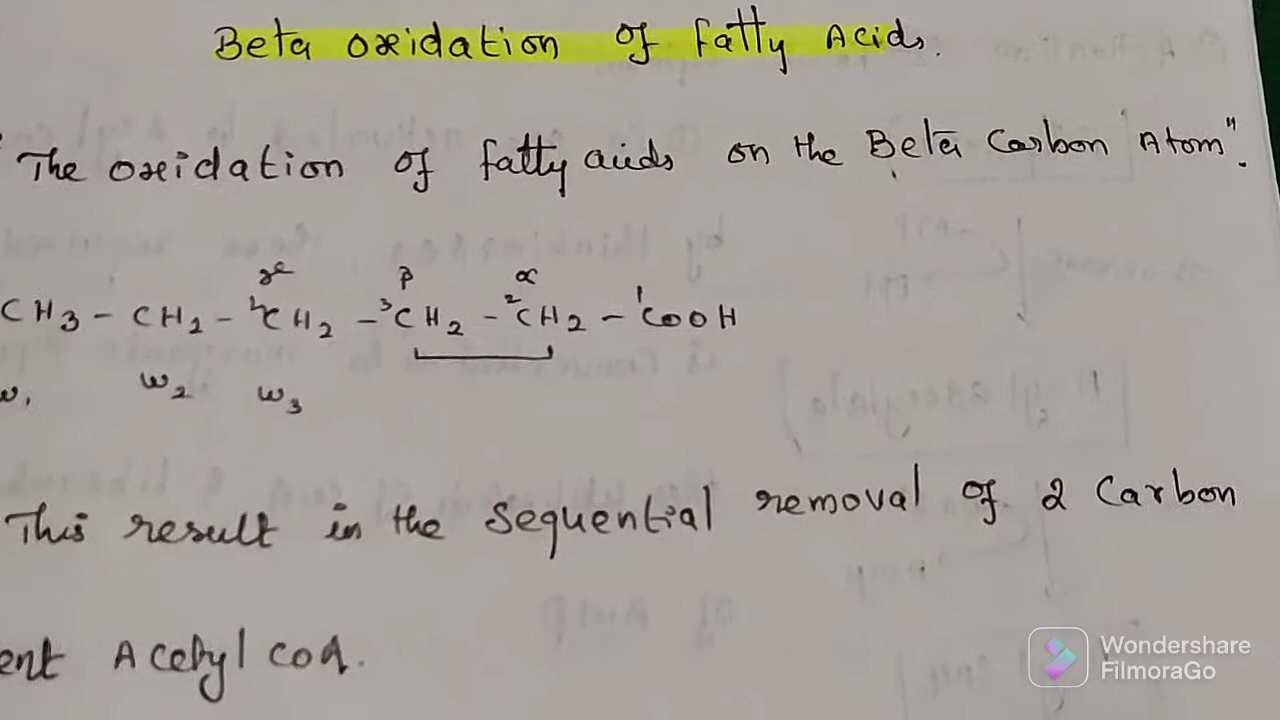 Beta oxidation of Fatty Acids.
"The oxidation of fatty acids on the Beta Carbon Atom".
γ β α
CH3 - CH2 - 4CH2 - 3CH2 - 2CH2 - 1COOH
ω1 ω2 ω3
This result in the sequential removal of 2 Carbon
Acetyl CoA.
Wondershare
FilmoraGo